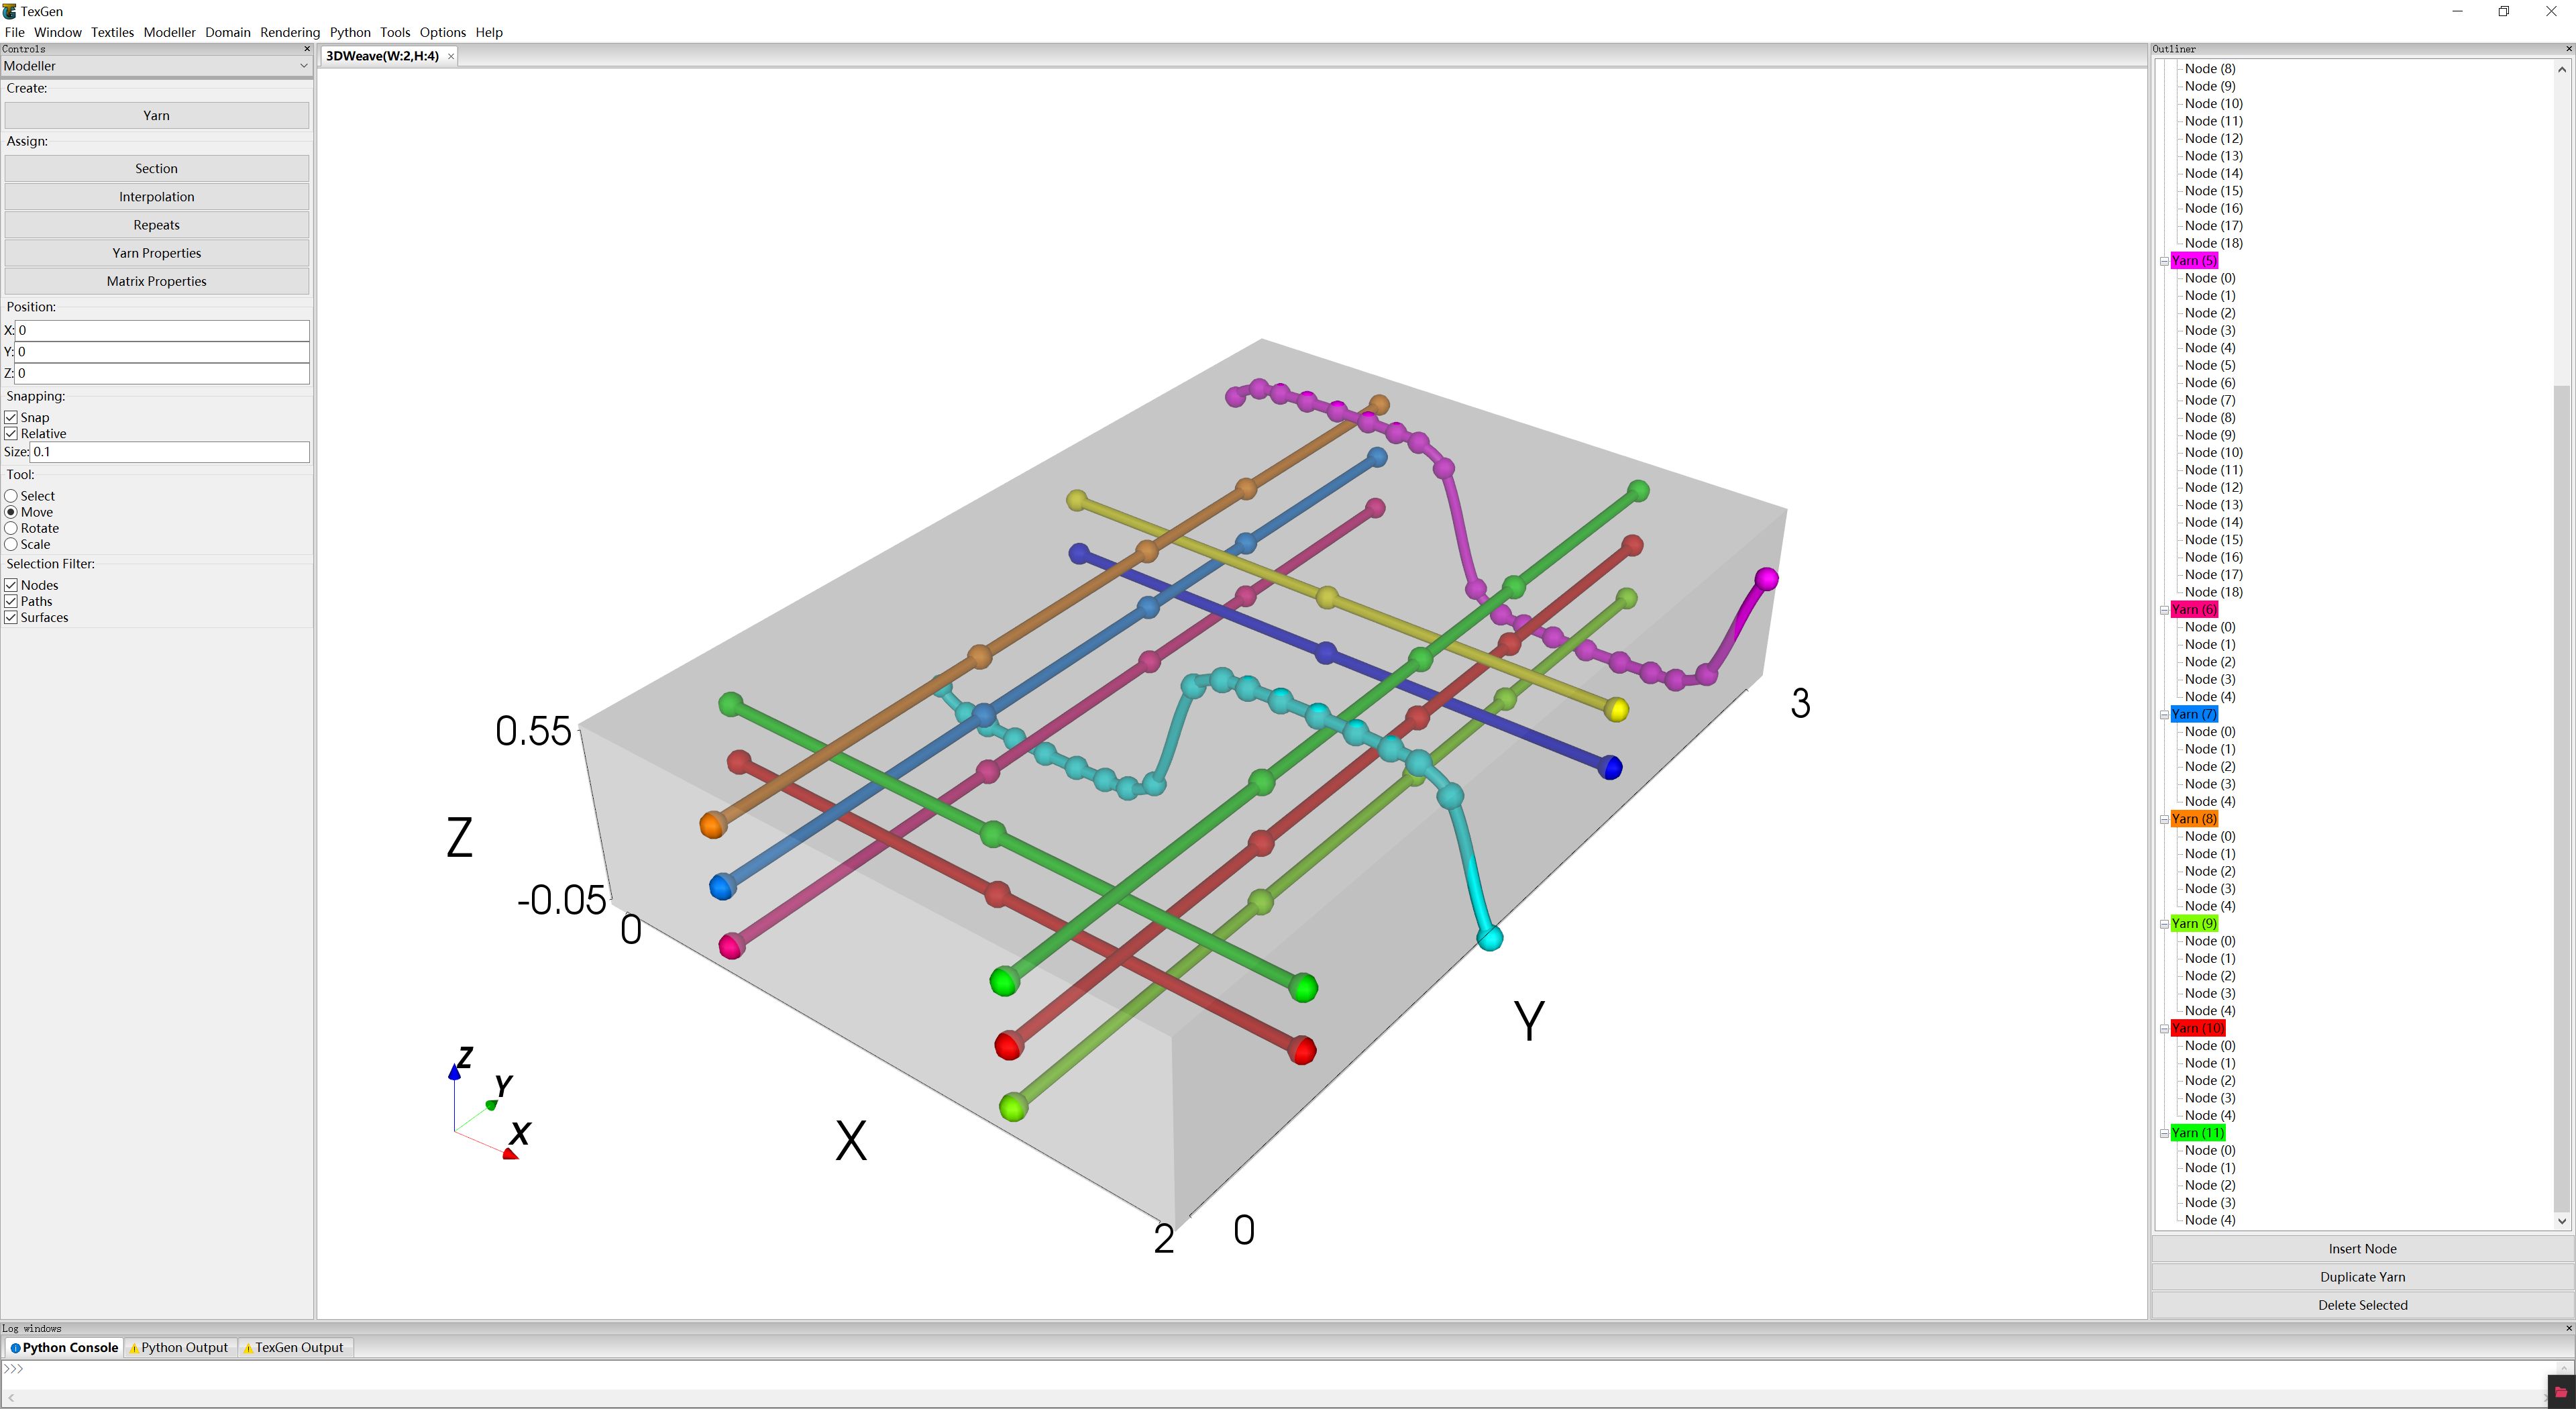 TexGen
File Window Textiles Modeller Domain Rendering Python Tools Options Help
Controls
Modeller
Create:
Yarn
Assign:
Section
Interpolation
Repeats
Yarn Properties
Matrix Properties
Position:
X: 0
Y: 0
Z: 0
Snapping:
Snap
Relative
Size: 0.1
Tool:
Select
Move
Rotate
Scale
Selection Filter:
Nodes
Paths
Surfaces
3DWeave(W:2,H:4)
0.55
Z
-0.05
0
X
2
0
Y
3
Z
Y
X
Outliner
Node (8)
Node (9)
Node (10)
Node (11)
Node (12)
Node (13)
Node (14)
Node (15)
Node (16)
Node (17)
Node (18)
Yarn (5)
Node (0)
Node (1)
Node (2)
Node (3)
Node (4)
Node (5)
Node (6)
Node (7)
Node (8)
Node (9)
Node (10)
Node (11)
Node (12)
Node (13)
Node (14)
Node (15)
Node (16)
Node (17)
Node (18)
Yarn (6)
Node (0)
Node (1)
Node (2)
Node (3)
Node (4)
Yarn (7)
Node (0)
Node (1)
Node (2)
Node (3)
Node (4)
Yarn (8)
Node (0)
Node (1)
Node (2)
Node (3)
Node (4)
Yarn (9)
Node (0)
Node (1)
Node (2)
Node (3)
Node (4)
Yarn (10)
Node (0)
Node (1)
Node (2)
Node (3)
Node (4)
Yarn (11)
Node (0)
Node (1)
Node (2)
Node (3)
Node (4)
Insert Node
Duplicate Yarn
Delete Selected
Log windows
Python Console Python Output TexGen Output
>>>